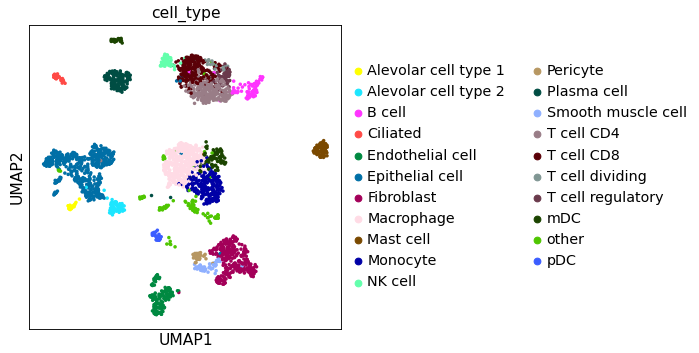 cell_type
UMAP2
UMAP1
Alevolar cell type 1
Alevolar cell type 2
B cell
Ciliated
Endothelial cell
Epithelial cell
Fibroblast
Macrophage
Mast cell
Monocyte
NK cell
Pericyte
Plasma cell
Smooth muscle cell
T cell CD4
T cell CD8
T cell dividing
T cell regulatory
mDC
other
pDC